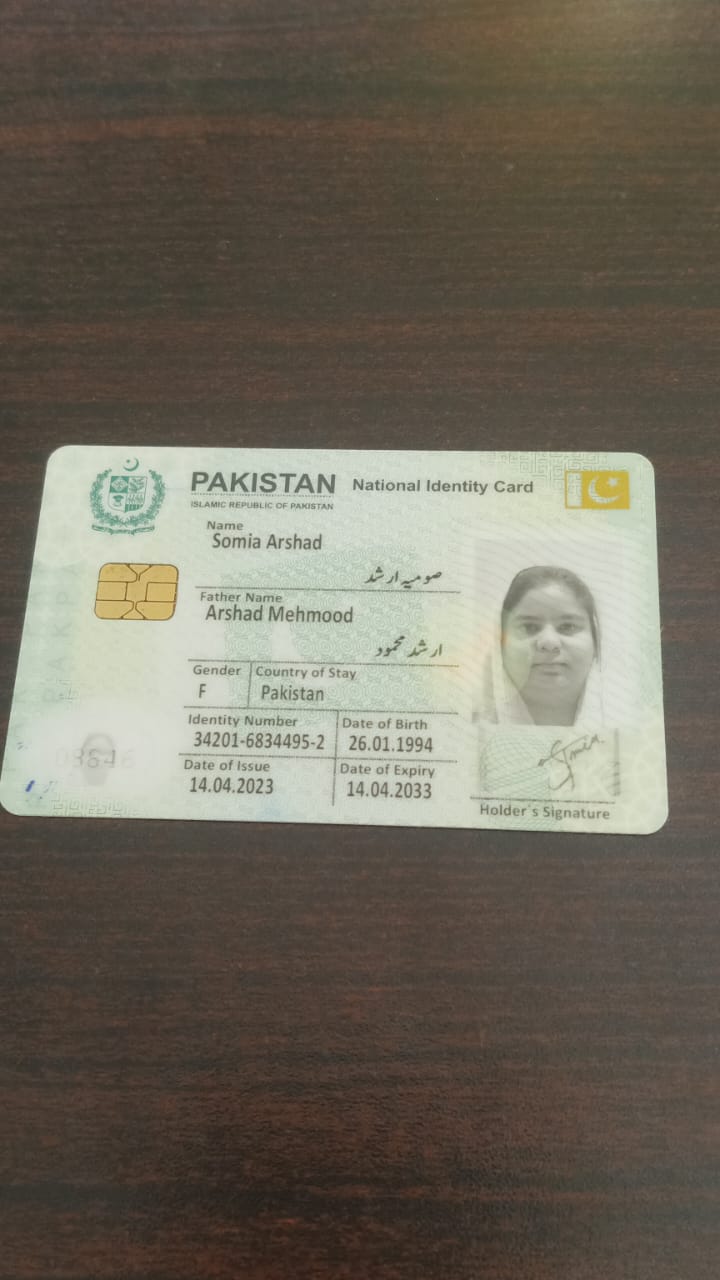 PAKISTAN National Identity Card
ISLAMIC REPUBLIC OF PAKISTAN
Name
Somia Arshad
صومیہ ارشد
Father Name
Arshad Mehmood
ارشد محمود
Gender Country of Stay
F Pakistan
Identity Number Date of Birth
34201-6834495-2 26.01.1994
Date of Issue Date of Expiry
14.04.2023 14.04.2033
Holder's Signature